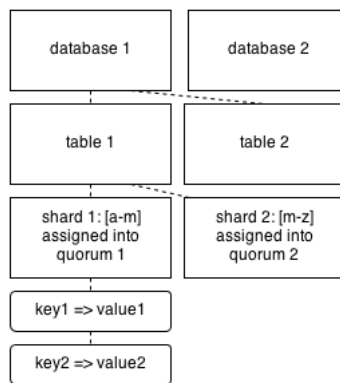 database 1
database 2
table 1
table 2
shard 1: [a-m]
assigned into
quorum 1
shard 2: [m-z]
assigned into
quorum 2
key1 => value1
key2 => value2